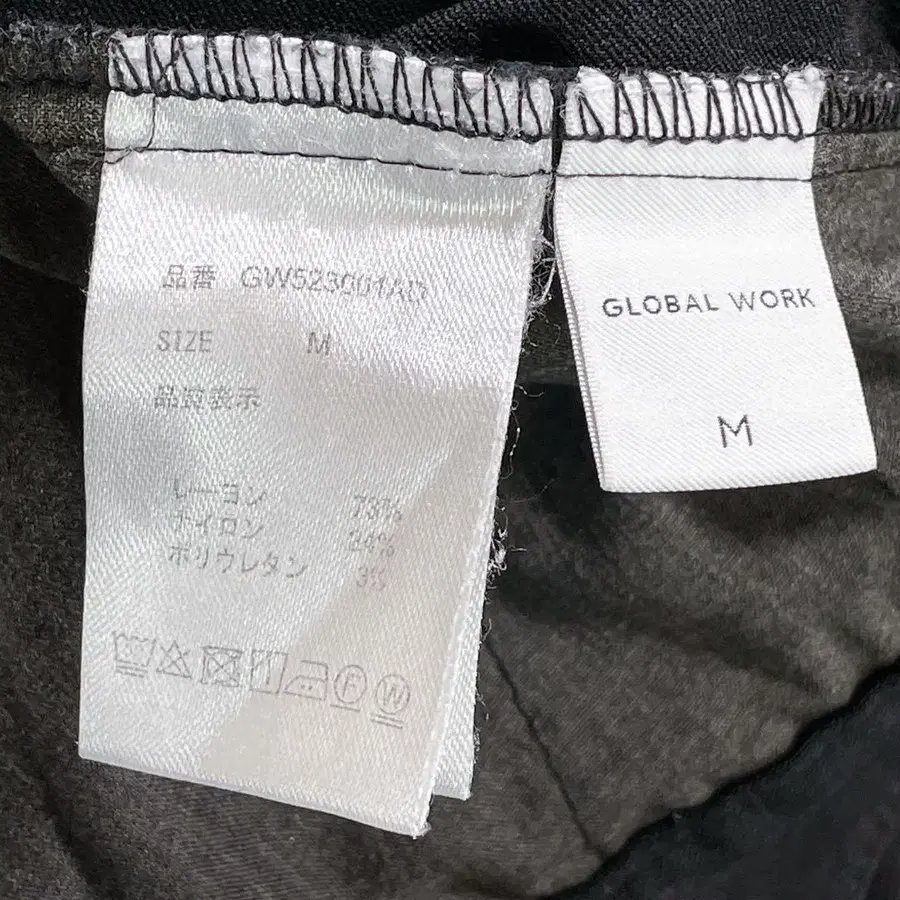 品番 GW523001AD
SIZE M
品質表示
レーヨン 73%
ナイロン 24%
ポリウレタン 3%
F
W
GLOBAL WORK
M